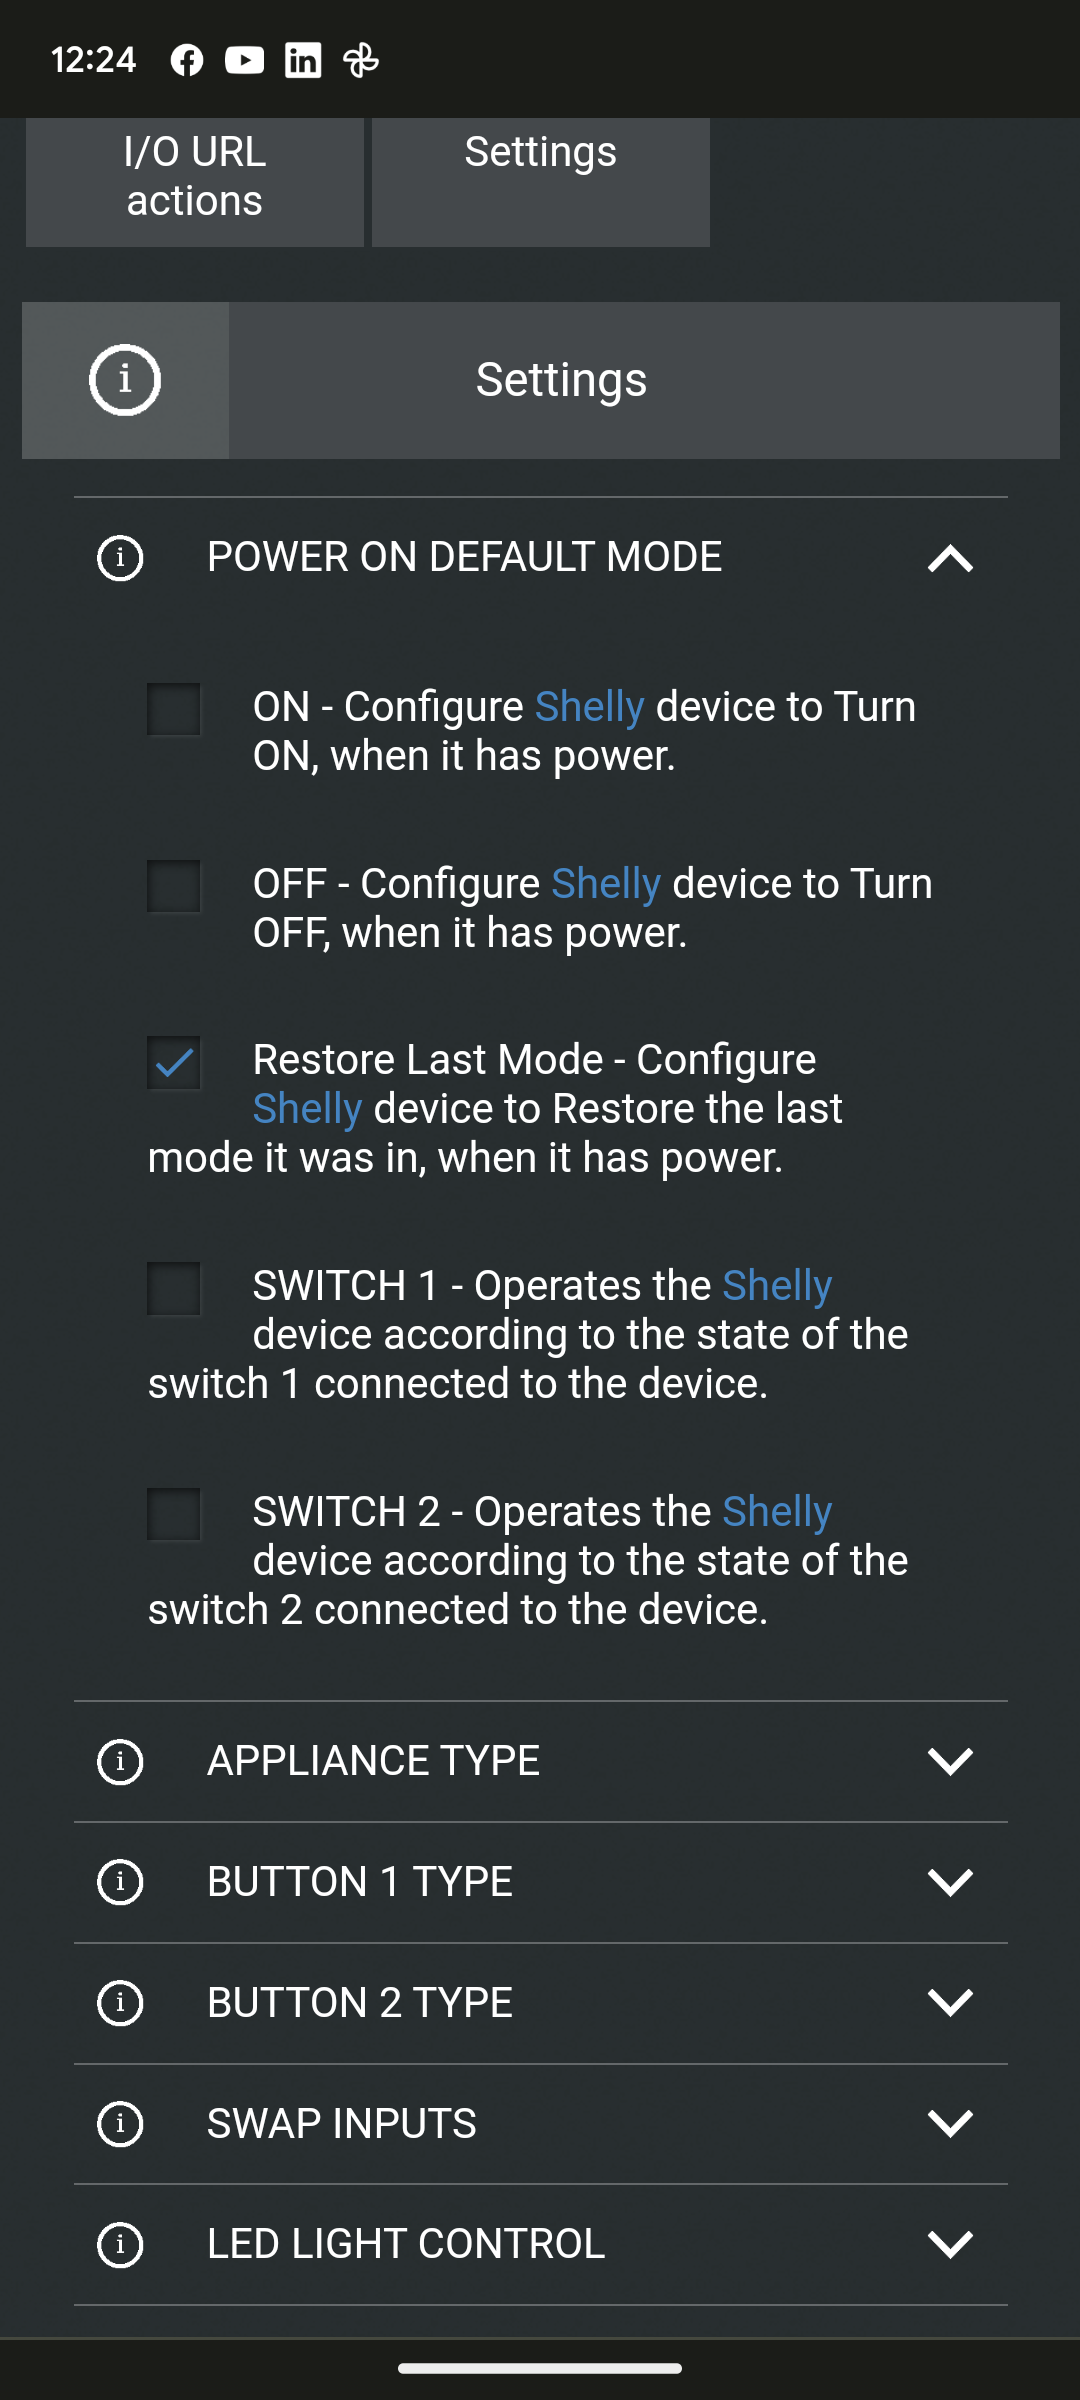 12:24
I/O URL
actions
Settings
Settings
POWER ON DEFAULT MODE
ON - Configure Shelly device to Turn
ON, when it has power.
OFF - Configure Shelly device to Turn
OFF, when it has power.
Restore Last Mode - Configure
Shelly device to Restore the last
mode it was in, when it has power.
SWITCH 1 - Operates the Shelly
device according to the state of the
switch 1 connected to the device.
SWITCH 2 - Operates the Shelly
device according to the state of the
switch 2 connected to the device.
APPLIANCE TYPE
BUTTON 1 TYPE
BUTTON 2 TYPE
SWAP INPUTS
LED LIGHT CONTROL